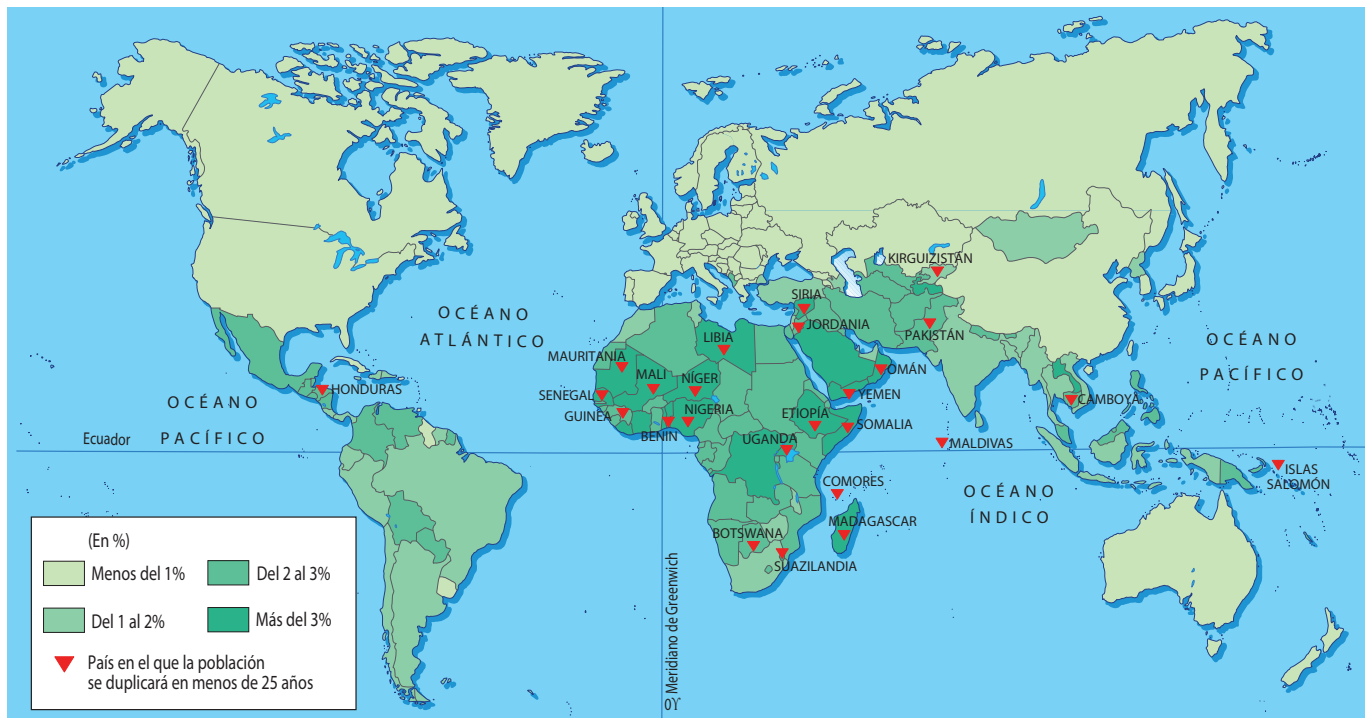 KIRGUIZISTÁN
SIRIA
JORDANIA
PAKISTÁN
OCÉANO
ATLÁNTICO
LIBIA
OCÉANO
PACÍFICO
MAURITANIA
MALI
NÍGER
OMÁN
HONDURAS
SENEGAL
YEMEN
CAMBOYA
OCÉANO
PACÍFICO
GUINEA
NIGERIA
ETIOPÍA
SOMALIA
BENIN
UGANDA
MALDIVAS
Ecuador
ISLAS
SALOMÓN
COMORES
OCÉANO
ÍNDICO
MADAGASCAR
BOTSWANA
SUAZILANDIA
(En %)
Menos del 1%
Del 2 al 3%
Del 1 al 2%
Más del 3%
País en el que la población
se duplicará en menos de 25 años
0Υ Meridiano de Greenwich